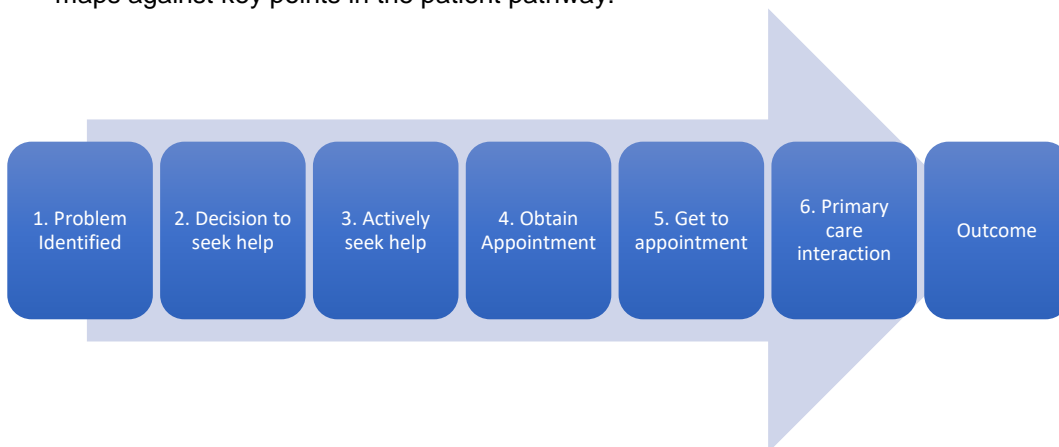 maps against key points in the patient pathway.
1. Problem
Identified
2. Decision to
seek help
3. Actively
seek help
4. Obtain
Appointment
5. Get to
appointment
6. Primary
care
interaction
Outcome